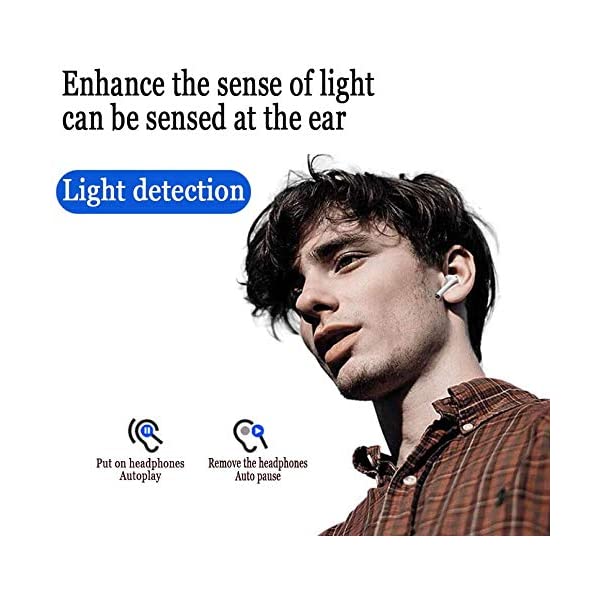 Enhance the sense of light
can be sensed at the ear
Light detection
Put on headphones
Autoplay
Remove the headphones
Auto pause